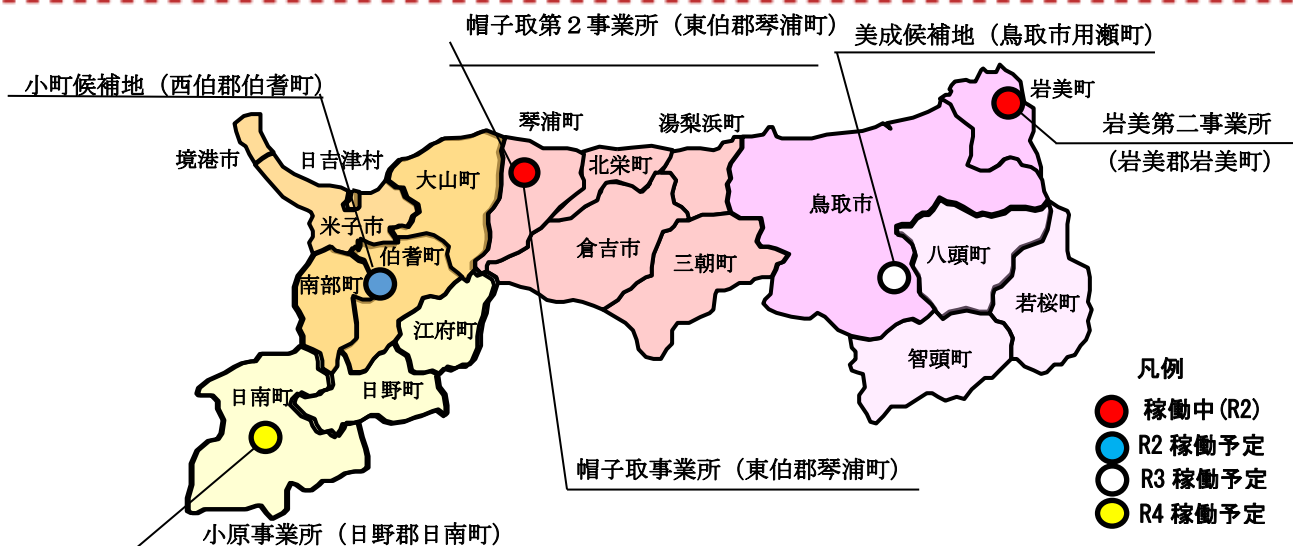 帽子取第２事業所（東伯郡琴浦町）
美成候補地（鳥取市用瀬町）
小町候補地（西伯郡伯耆町）
岩美町
琴浦町
湯梨浜町
岩美第二事業所
（岩美郡岩美町）
境港市
日吉津村
北栄町
大山町
鳥取市
米子市
倉吉市
八頭町
伯耆町
三朝町
南部町
若桜町
江府町
智頭町
日野町
日南町
凡例
稼働中(R2)
R2 稼働予定
R3 稼働予定
R4 稼働予定
帽子取事業所（東伯郡琴浦町）
小原事業所（日野郡日南町）